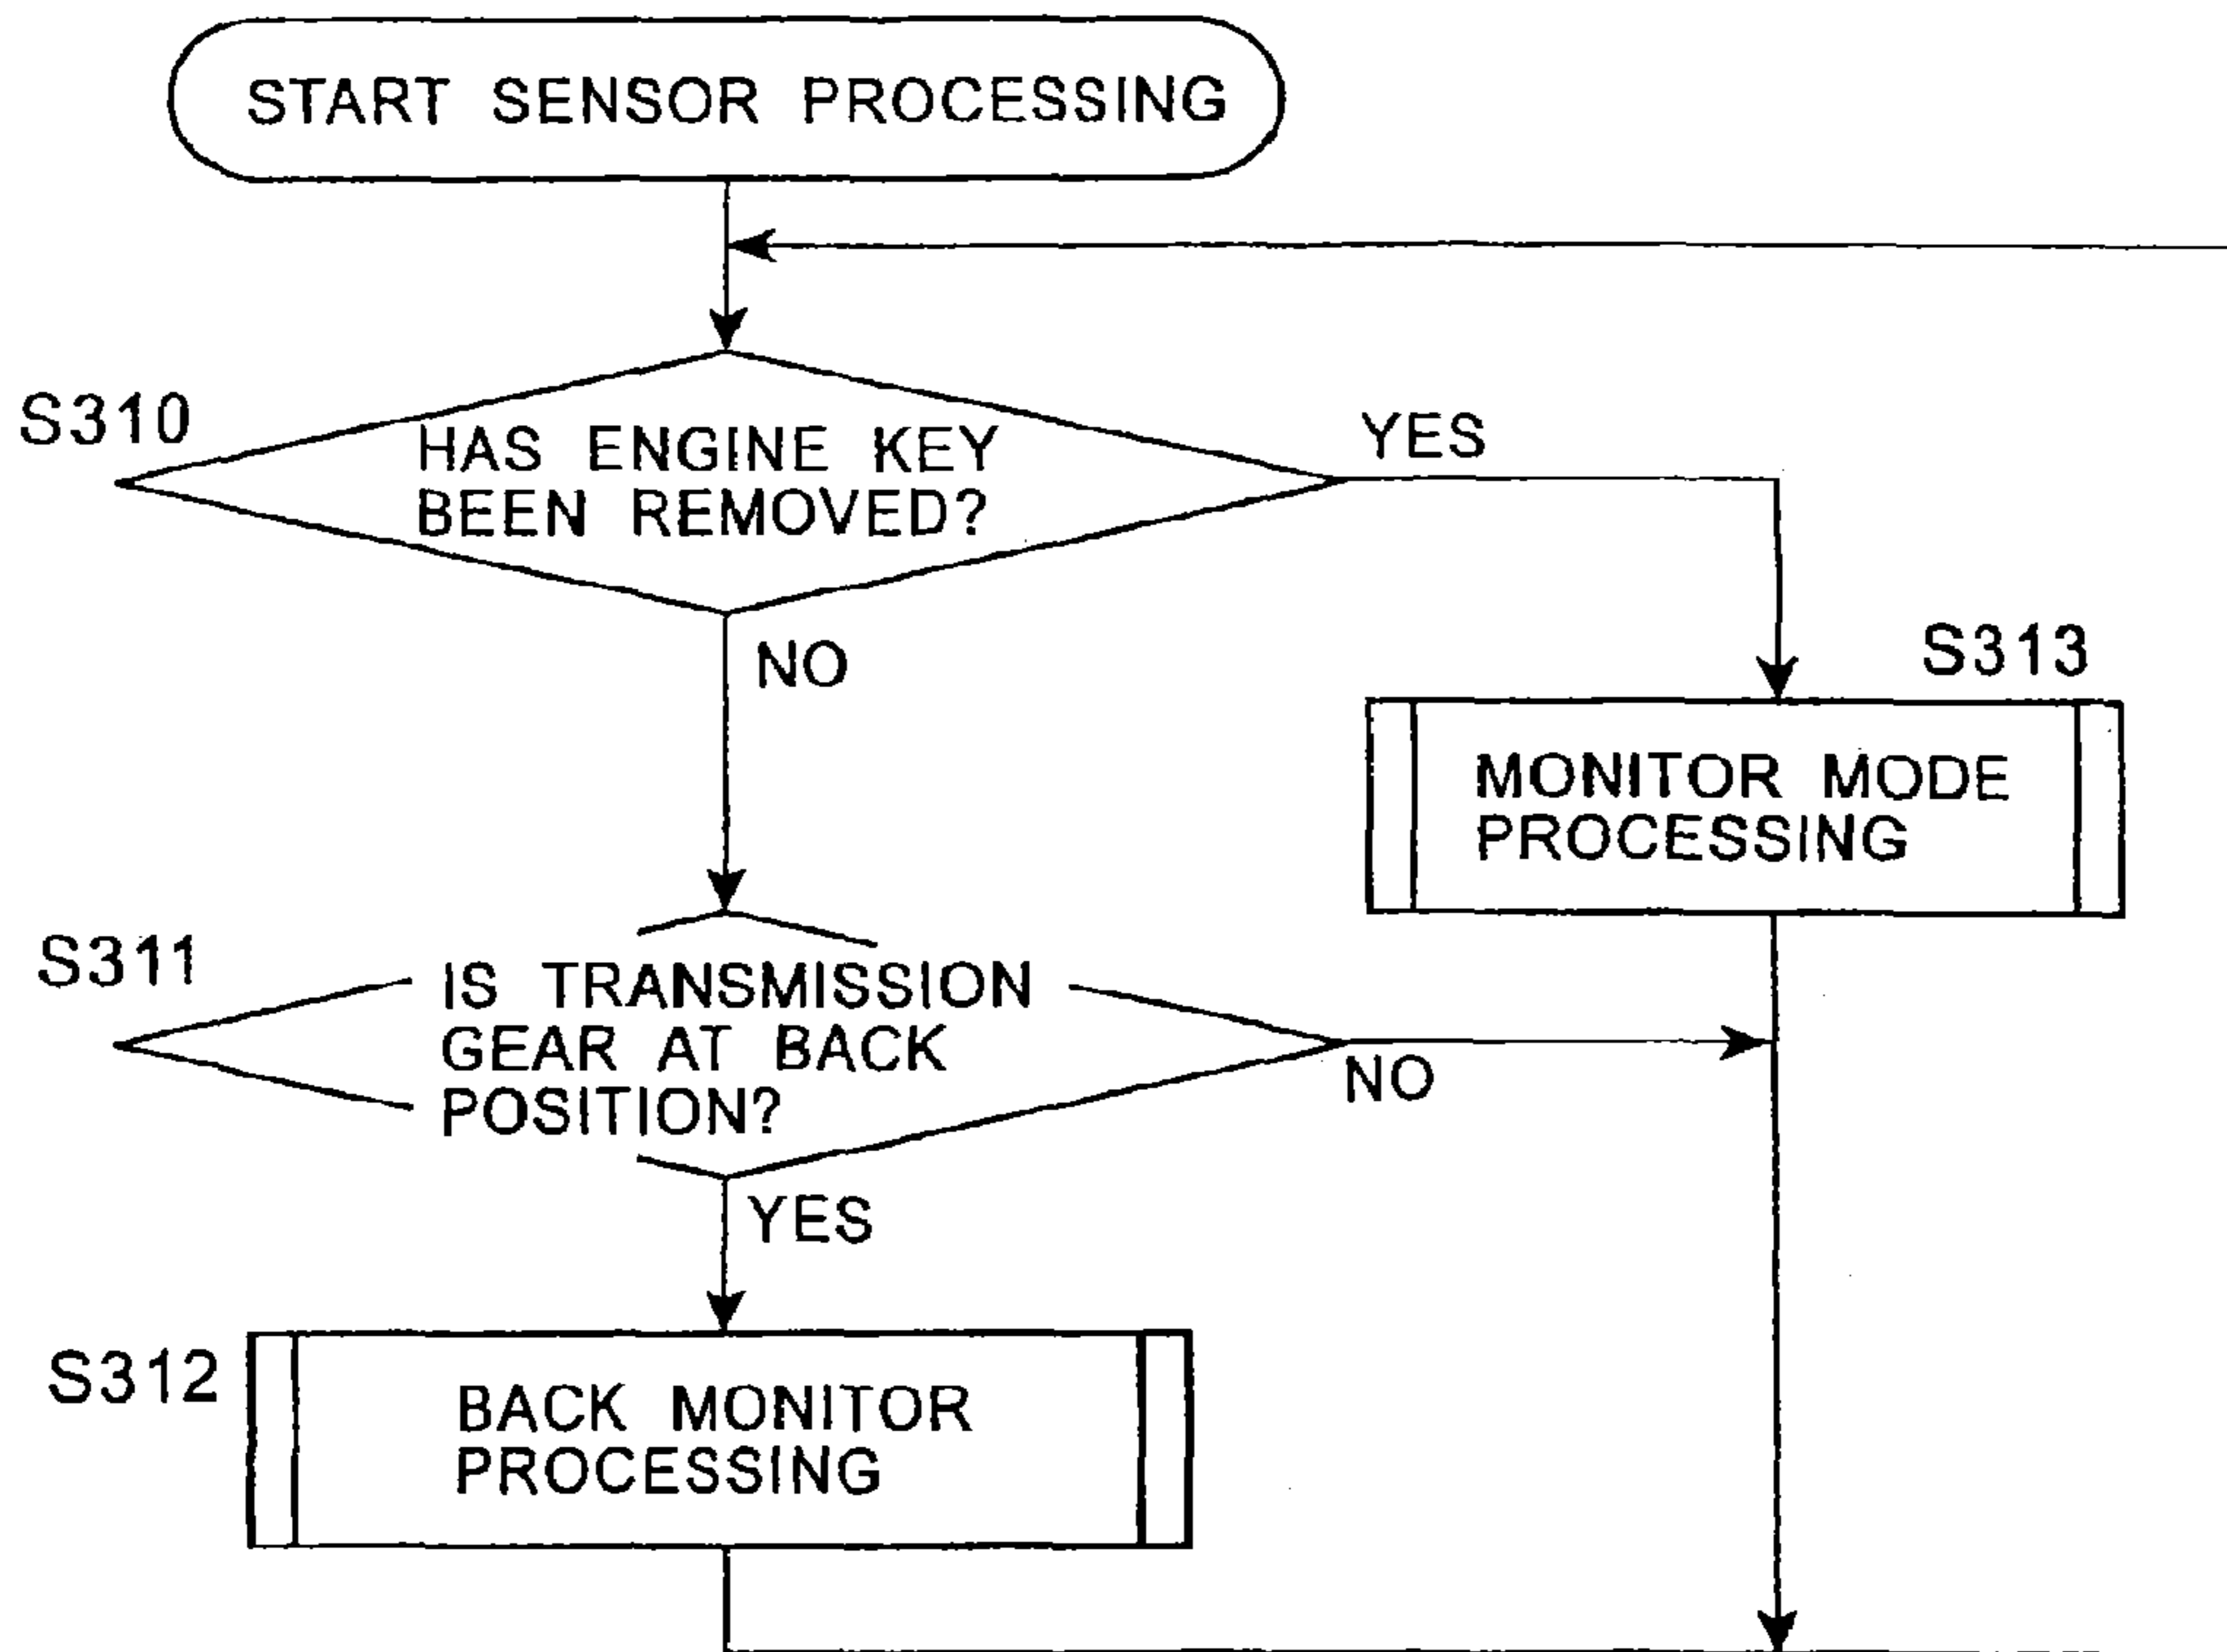 START SENSOR PROCESSING
S310
HAS ENGINE KEY
BEEN REMOVED?
YES
NO
S313
MONITOR MODE
PROCESSING
S311
IS TRANSMISSION
GEAR AT BACK
POSITION?
NO
YES
S312
BACK MONITOR
PROCESSING